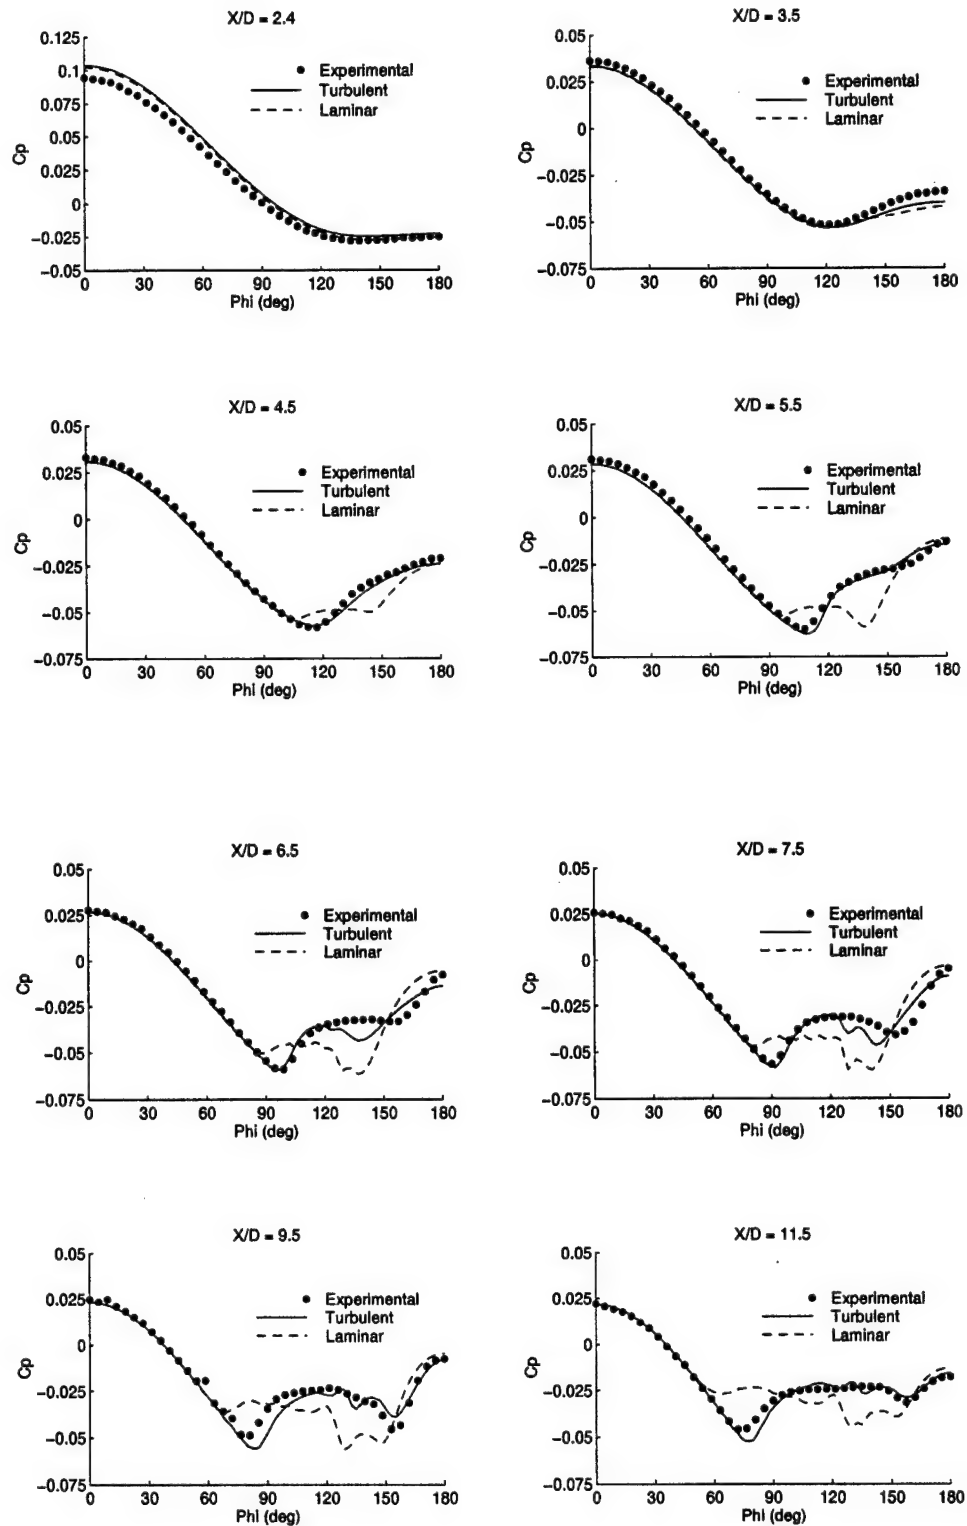 X/D = 2.4
0.125
0.1
0.075
0.05
0.025
0
−0.025
−0.05
Cp
Experimental
Turbulent
Laminar
0 30 60 90 120 150 180
Phi (deg)
X/D = 3.5
0.05
0.025
0
−0.025
−0.05
−0.075
Cp
Experimental
Turbulent
Laminar
0 30 60 90 120 150 180
Phi (deg)
X/D = 4.5
0.05
0.025
0
−0.025
−0.05
−0.075
Cp
Experimental
Turbulent
Laminar
0 30 60 90 120 150 180
Phi (deg)
X/D = 5.5
0.05
0.025
0
−0.025
−0.05
−0.075
Cp
Experimental
Turbulent
Laminar
0 30 60 90 120 150 180
Phi (deg)
X/D = 6.5
0.05
0.025
0
−0.025
−0.05
−0.075
Cp
Experimental
Turbulent
Laminar
0 30 60 90 120 150 180
Phi (deg)
X/D = 7.5
0.05
0.025
0
−0.025
−0.05
−0.075
Cp
Experimental
Turbulent
Laminar
0 30 60 90 120 150 180
Phi (deg)
X/D = 9.5
0.05
0.025
0
−0.025
−0.05
−0.075
Cp
Experimental
Turbulent
Laminar
0 30 60 90 120 150 180
Phi (deg)
X/D = 11.5
0.05
0.025
0
−0.025
−0.05
−0.075
Cp
Experimental
Turbulent
Laminar
0 30 60 90 120 150 180
Phi (deg)